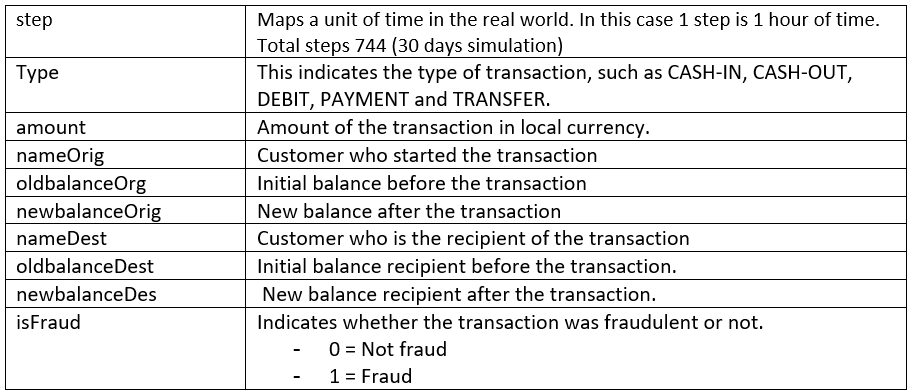 step Maps a unit of time in the real world. In this case 1 step is 1 hour of time.
Total steps 744 (30 days simulation)
Type This indicates the type of transaction, such as CASH-IN, CASH-OUT,
DEBIT, PAYMENT and TRANSFER.
amount Amount of the transaction in local currency.
nameOrig Customer who started the transaction
oldbalanceOrg Initial balance before the transaction
newbalanceOrig New balance after the transaction
nameDest Customer who is the recipient of the transaction
oldbalanceDest Initial balance recipient before the transaction.
newbalanceDes New balance recipient after the transaction.
isFraud Indicates whether the transaction was fraudulent or not.
- 0 = Not fraud
- 1 = Fraud